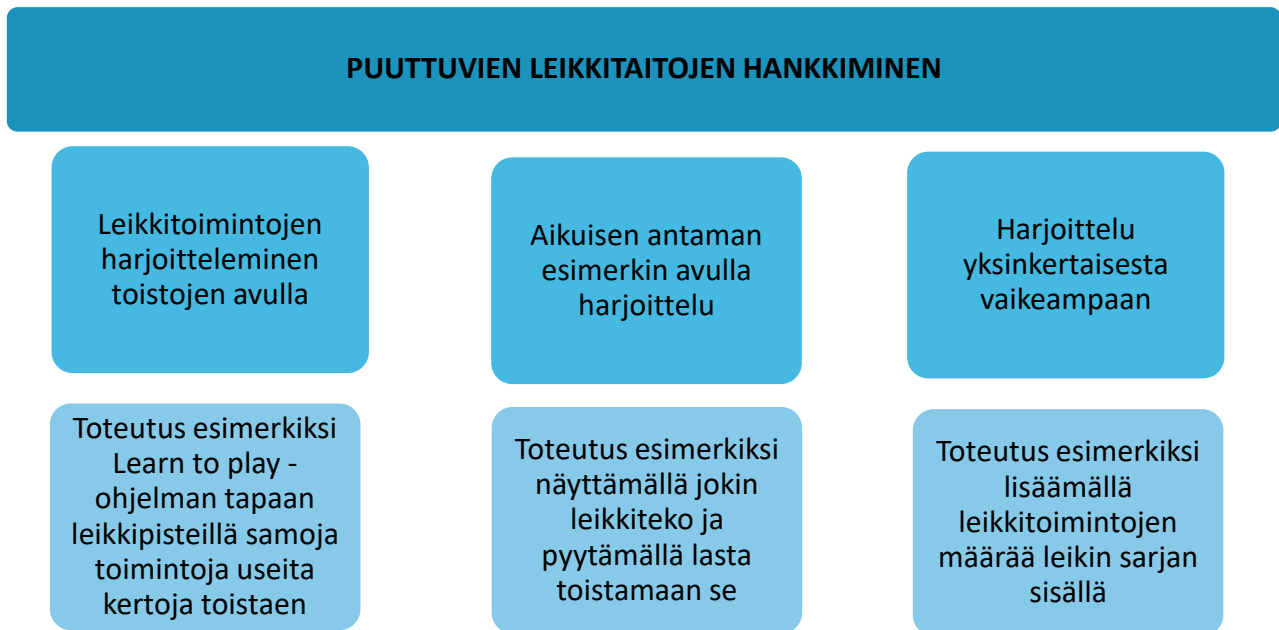 PUUTTUVIEN LEIKKITAITOJEN HANKKIMINEN
Leikkitoimintojen
harjoitteleminen
toistojen avulla
Toteutus esimerkiksi
Learn to play -
ohjelman tapaan
leikkipisteillä samoja
toimintoja useita
kertoja toistaen
Aikuisen antaman
esimerkin avulla
harjoittelu
Toteutus esimerkiksi
näyttämällä jokin
leikkiteko ja
pyytämällä lasta
toistamaan se
Harjoittelu
yksinkertaisesta
vaikeampaan
Toteutus esimerkiksi
lisäämällä
leikkitoimintojen
määrää leikin sarjan
sisällä